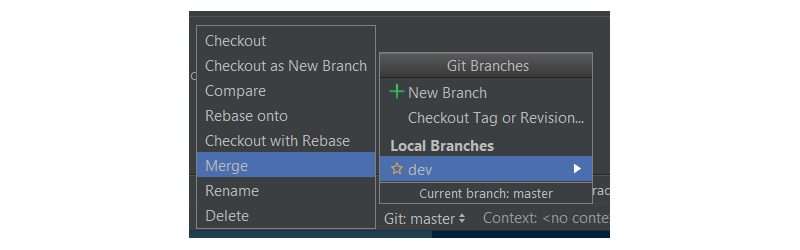 Checkout
Checkout as New Branch
Compare
Rebase onto
Checkout with Rebase
Merge
Rename
Delete
Git Branches
New Branch
Checkout Tag or Revision...
Local Branches
dev
Current branch: master
Git: master
Context: <no conte